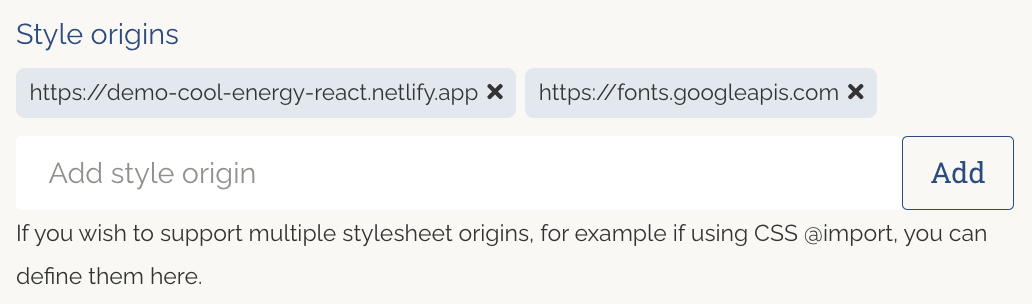 Style origins
https://demo-cool-energy-react.netlify.app ✖ https://fonts.googleapis.com ✖
Add style origin Add
If you wish to support multiple stylesheet origins, for example if using CSS @import, you can
define them here.